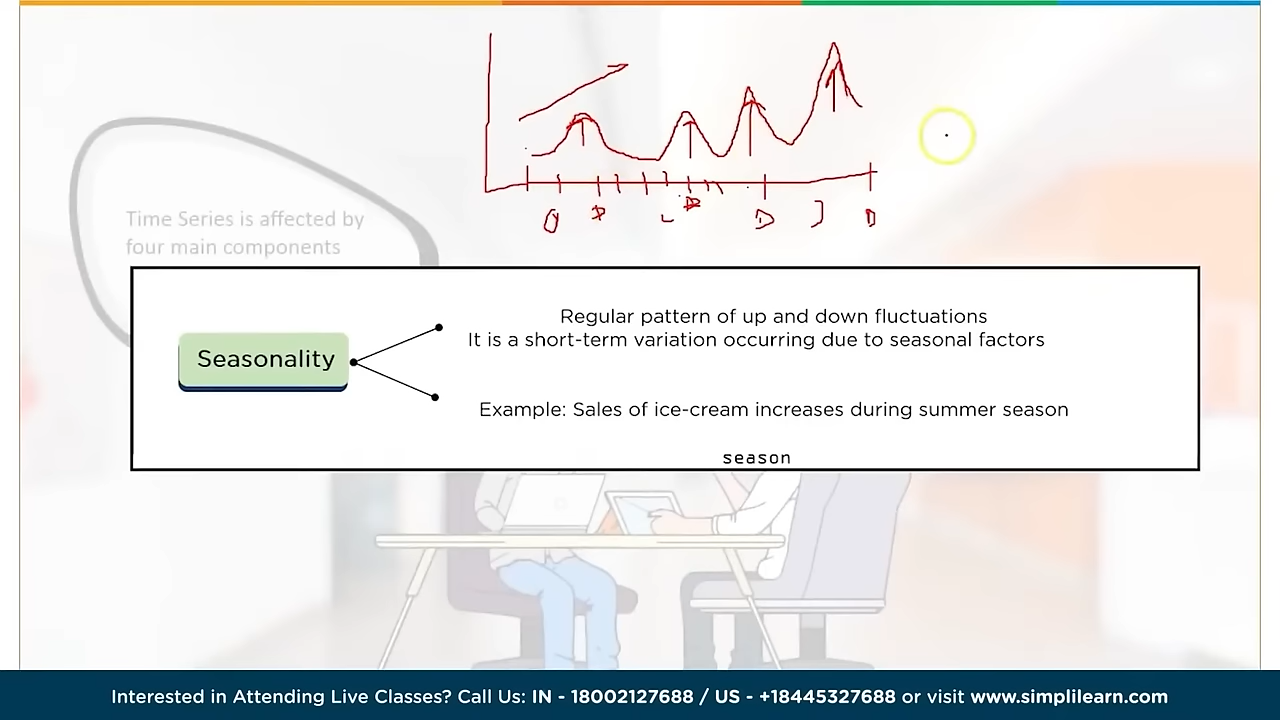 D
J
D
Time Series is affected by
four main components
Seasonality
Regular pattern of up and down fluctuations
It is a short-term variation occurring due to seasonal factors
Example: Sales of ice-cream increases during summer season
season
Interested in Attending Live Classes? Call Us: IN - 18002127688 / US - +18445327688 or visit www.simplilearn.com